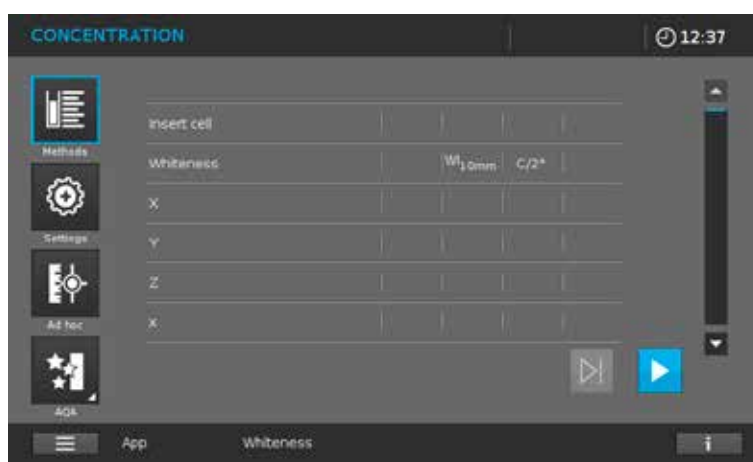 CONCENTRATION 12:37
Methods
Settings
Ad hoc
AQA
Insert cell
Whiteness WI10mm C/2°
X
Y
Z
x
App Whiteness i